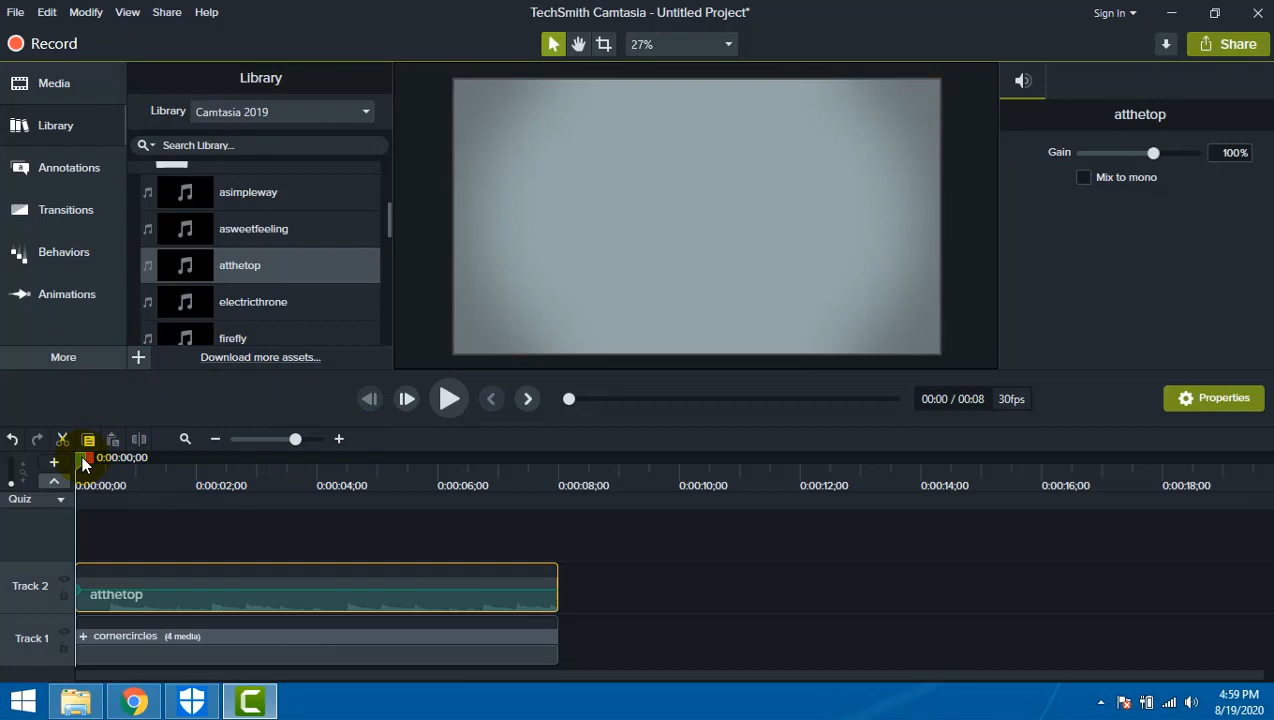 File Edit Modify View Share Help TechSmith Camtasia - Untitled Project* Sign In
Record 27% Share
Media
Library
Annotations
Transitions
Behaviors
Animations
More
Library
Library Camtasia 2019
Search Library...
asimpleway
asweetfeeling
atthetop
electricthrone
firefly
Download more assets...
atthetop
Gain 100%
Mix to mono
00:00 / 00:08 30fps Properties
0:00:00;00
0:00:00;00 0:00:02;00 0:00:04;00 0:00:06;00 0:00:08;00 0:00:10;00 0:00:12;00 0:00:14;00 0:00:16;00 0:00:18;00
Quiz
Track 2 atthetop
Track 1 + cornercircles (4 media)
4:59 PM
8/19/2020